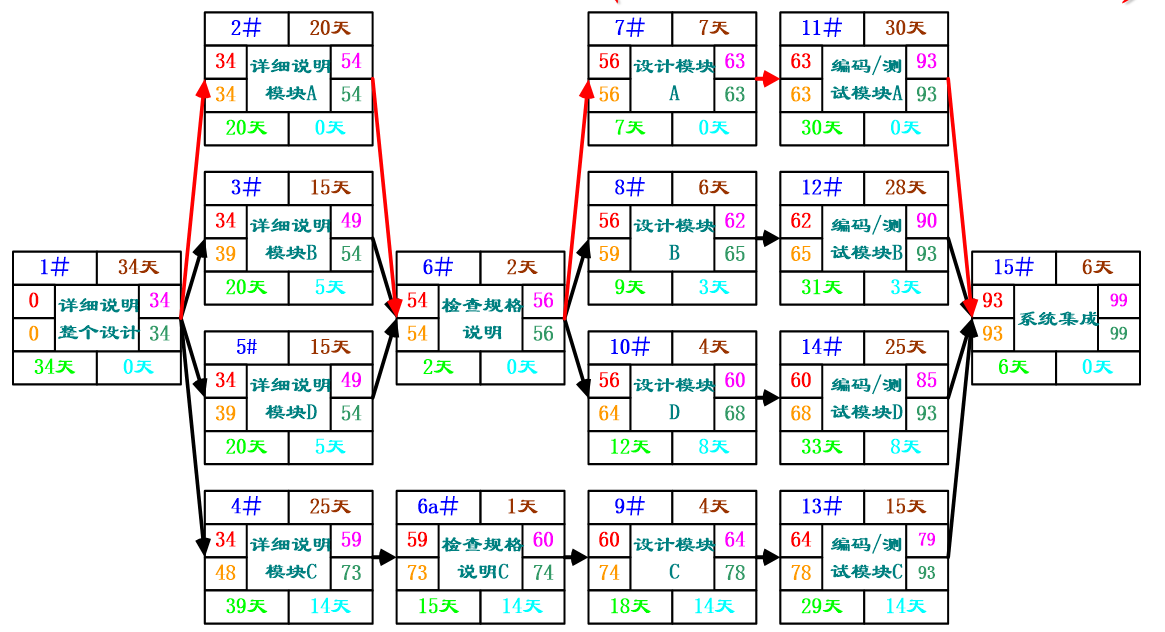 2# 20天
34 详细说明 54
34 模块A 54
20天 0天
7# 7天
56 设计模块 63
56 A 63
7天 0天
11# 30天
63 编码/测 93
63 试模块A 93
30天 0天
3# 15天
34 详细说明 49
39 模块B 54
20天 5天
8# 6天
56 设计模块 62
59 B 65
9天 3天
12# 28天
62 编码/测 90
65 试模块B 93
31天 3天
1# 34天
0 详细说明 34
0 整个设计 34
34天 0天
6# 2天
54 检查规格 56
54 说明 56
2天 0天
15# 6天
93 系统集成 99
93 99
6天 0天
5# 15天
34 详细说明 49
39 模块D 54
20天 5天
10# 4天
56 设计模块 60
64 D 68
12天 8天
14# 25天
60 编码/测 85
68 试模块D 93
33天 8天
4# 25天
34 详细说明 59
48 模块C 73
39天 14天
6a# 1天
59 检查规格 60
73 说明C 74
15天 14天
9# 4天
60 设计模块 64
74 C 78
18天 14天
13# 15天
64 编码/测 79
78 试模块C 93
29天 14天